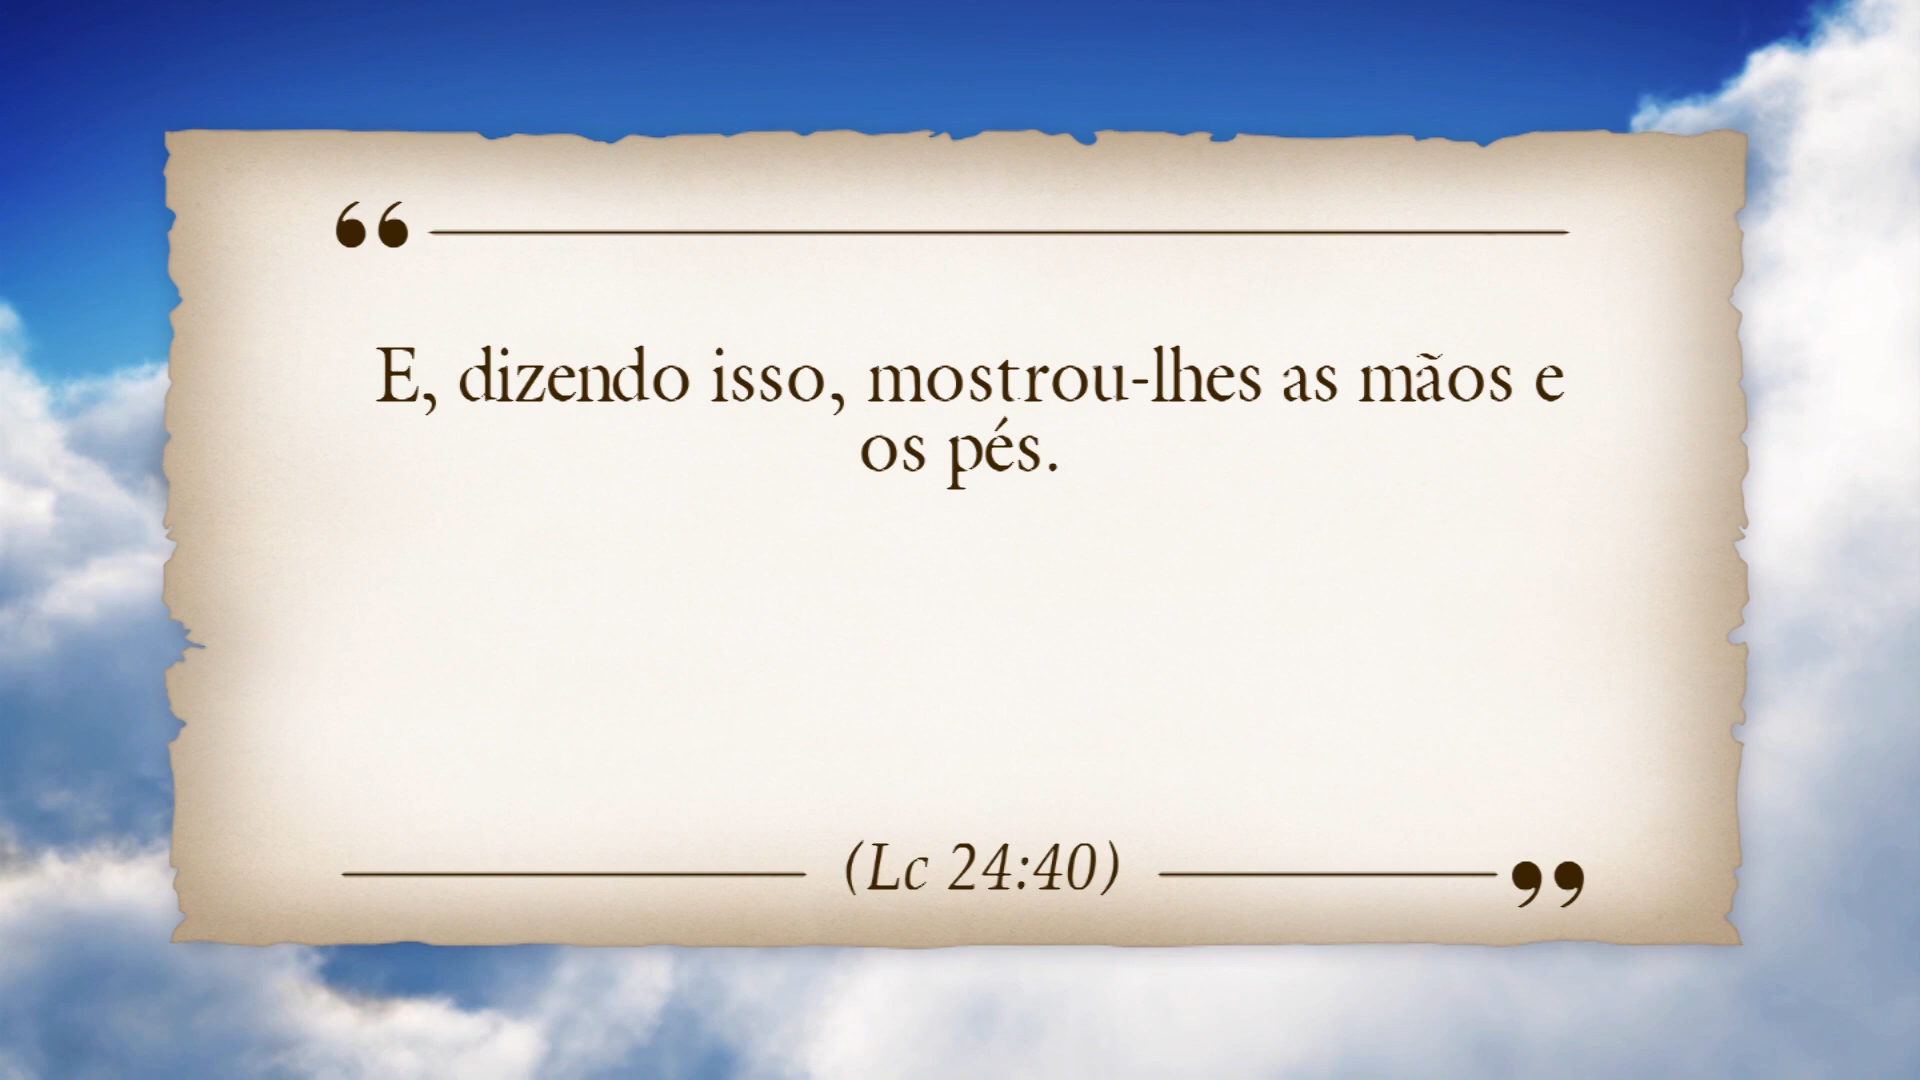 “
E, dizendo isso, mostrou-lhes as mãos e
os pés.
(Lc 24:40)
”